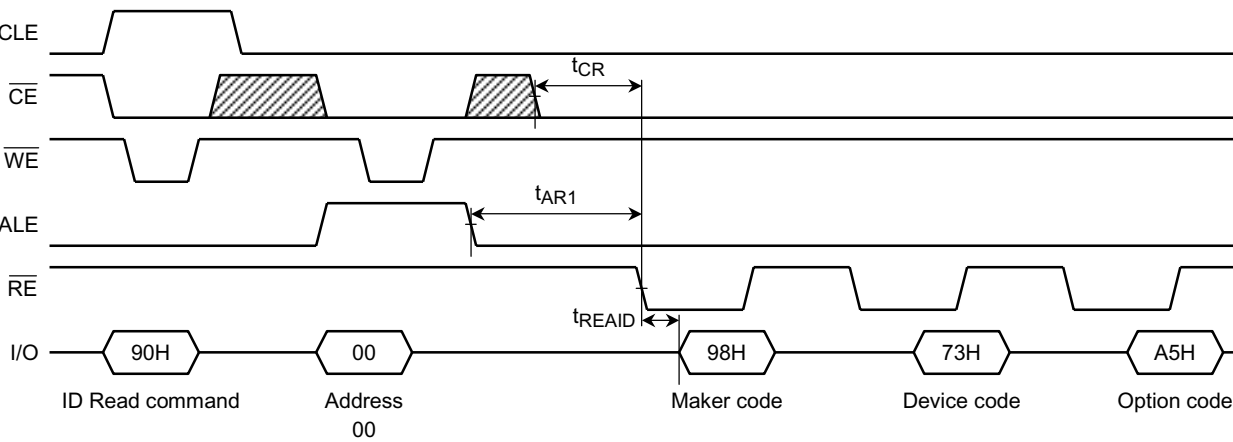 CLE
tCR
CE
WE
tAR1
ALE
RE
tREAID
I/O 90H 00 98H 73H A5H
ID Read command Address Maker code Device code Option code
00